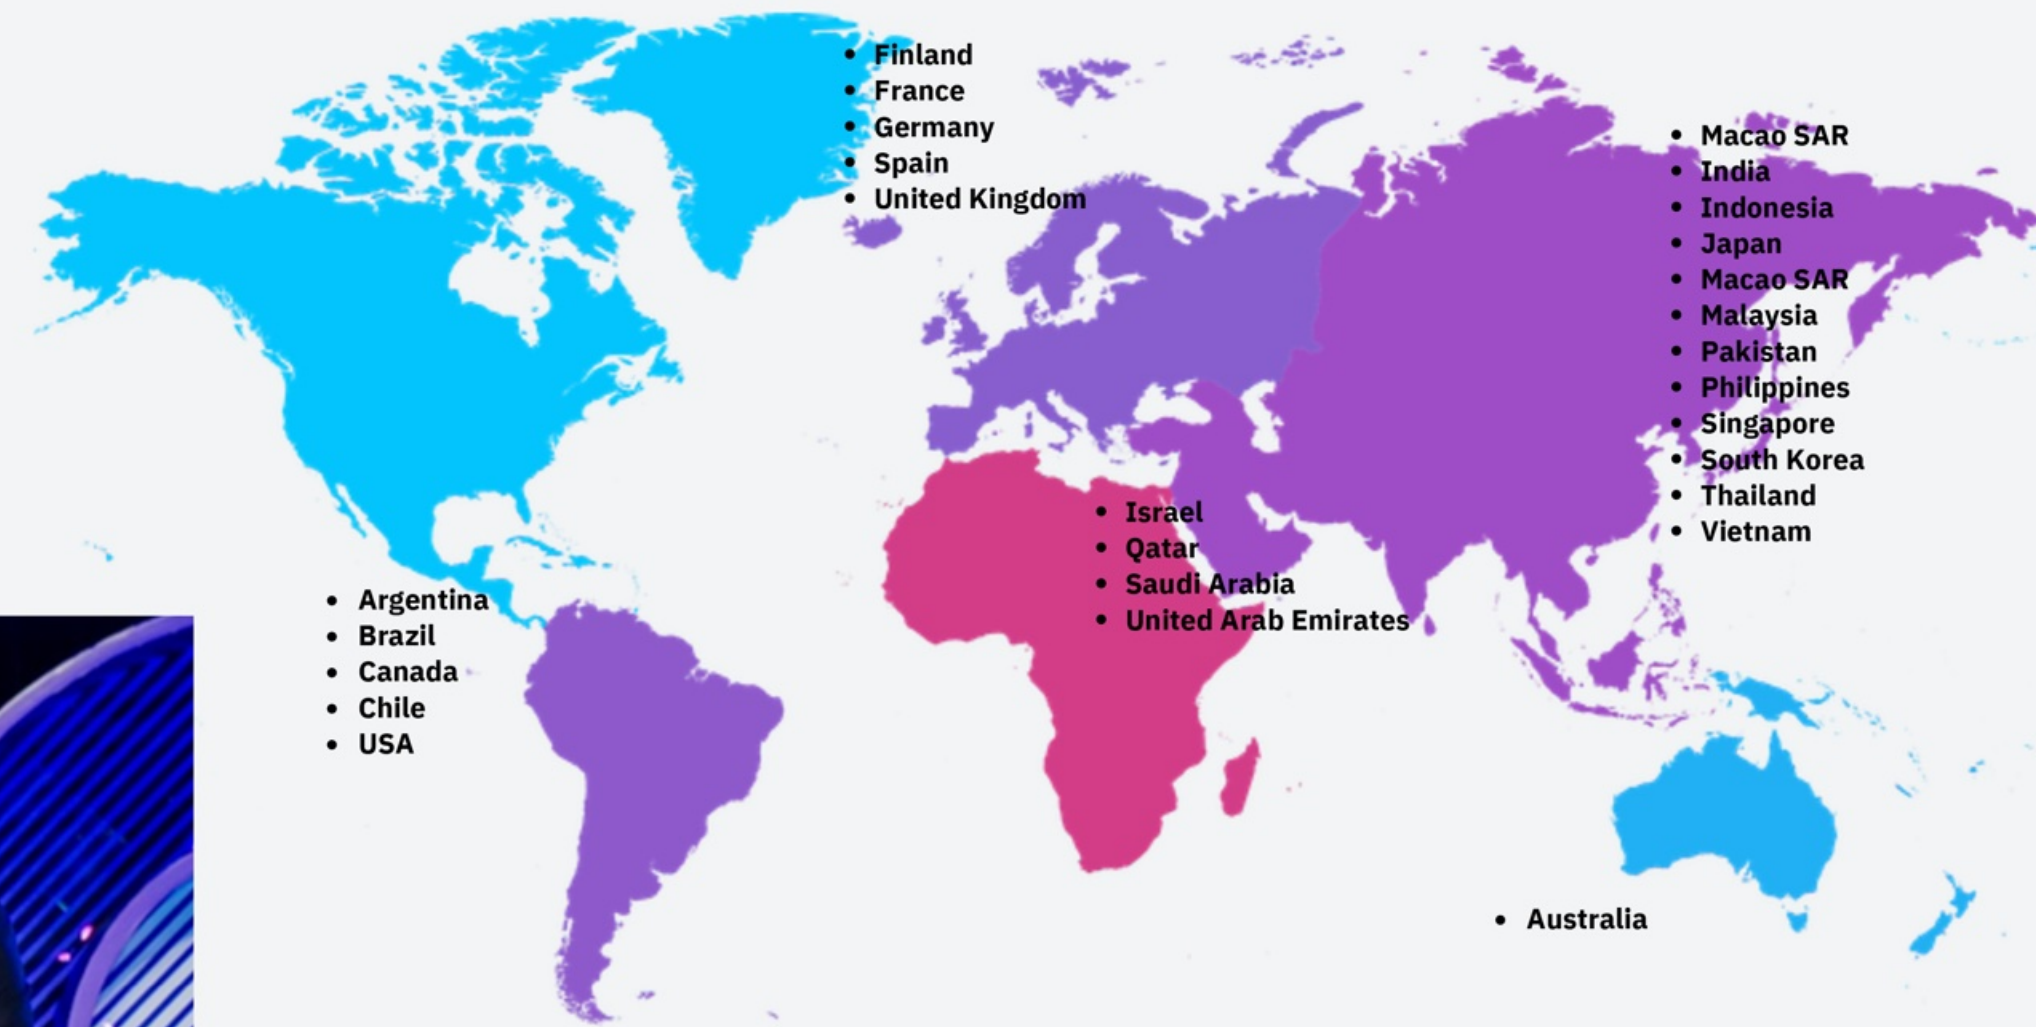 • Finland
• France
• Germany
• Spain
• United Kingdom
• Macao SAR
• India
• Indonesia
• Japan
• Macao SAR
• Malaysia
• Pakistan
• Philippines
• Singapore
• South Korea
• Thailand
• Vietnam
• Israel
• Qatar
• Saudi Arabia
• United Arab Emirates
• Argentina
• Brazil
• Canada
• Chile
• USA
• Australia